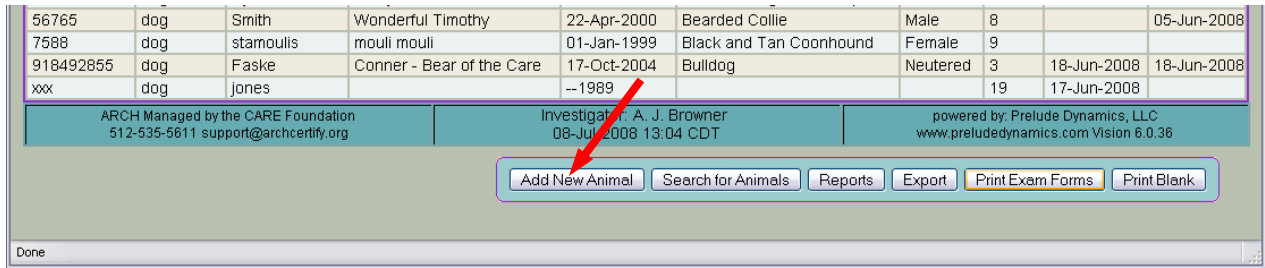 56765 dog Smith Wonderful Timothy 22-Apr-2000 Bearded Collie Male 8 05-Jun-2008
7588 dog stamoulis mouli mouli 01-Jan-1999 Black and Tan Coonhound Female 9
918492855 dog Faske Conner - Bear of the Care 17-Oct-2004 Bulldog Neutered 3 18-Jun-2008 18-Jun-2008
xxx dog jones --1989 19 17-Jun-2008
ARCH Managed by the CARE Foundation
512-535-5611 support@archcertify.org
Investigator: A. J. Browner
08-Jul-2008 13:04 CDT
powered by: Prelude Dynamics, LLC
www.preludedynamics.com Vision 6.0.36
Add New Animal Search for Animals Reports Export Print Exam Forms Print Blank
Done